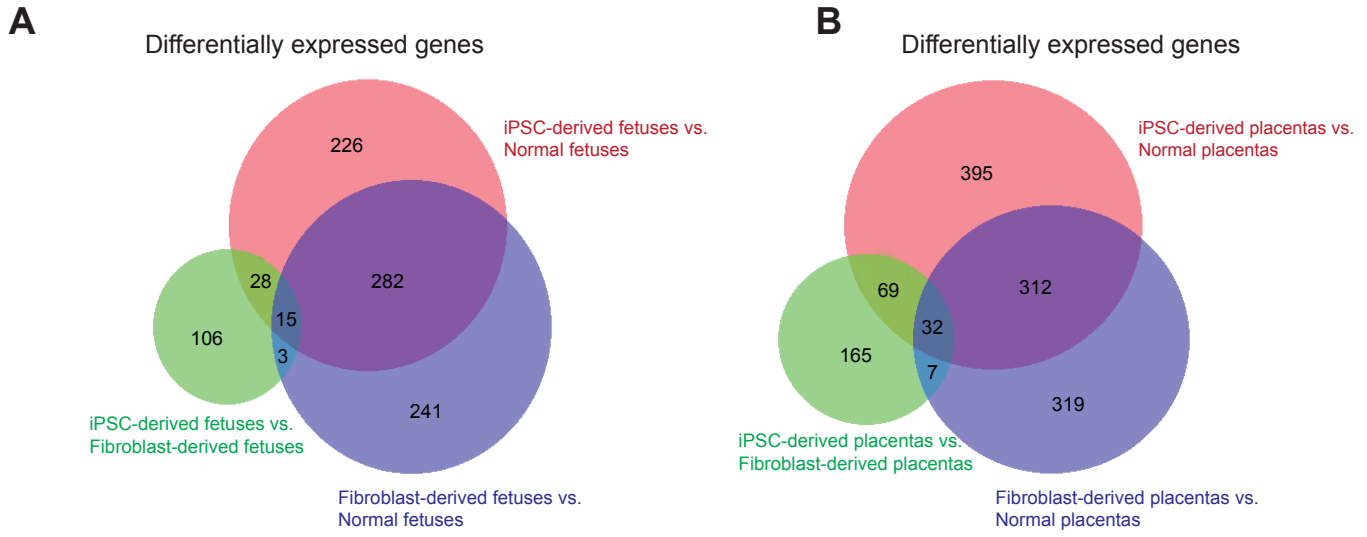 A
Differentially expressed genes
226
iPSC-derived fetuses vs.
Normal fetuses
28
282
15
106
3
241
iPSC-derived fetuses vs.
Fibroblast-derived fetuses
Fibroblast-derived fetuses vs.
Normal fetuses
B
Differentially expressed genes
iPSC-derived placentas vs.
Normal placentas
395
69
312
32
165
7
319
iPSC-derived placentas vs.
Fibroblast-derived placentas
Fibroblast-derived placentas vs.
Normal placentas